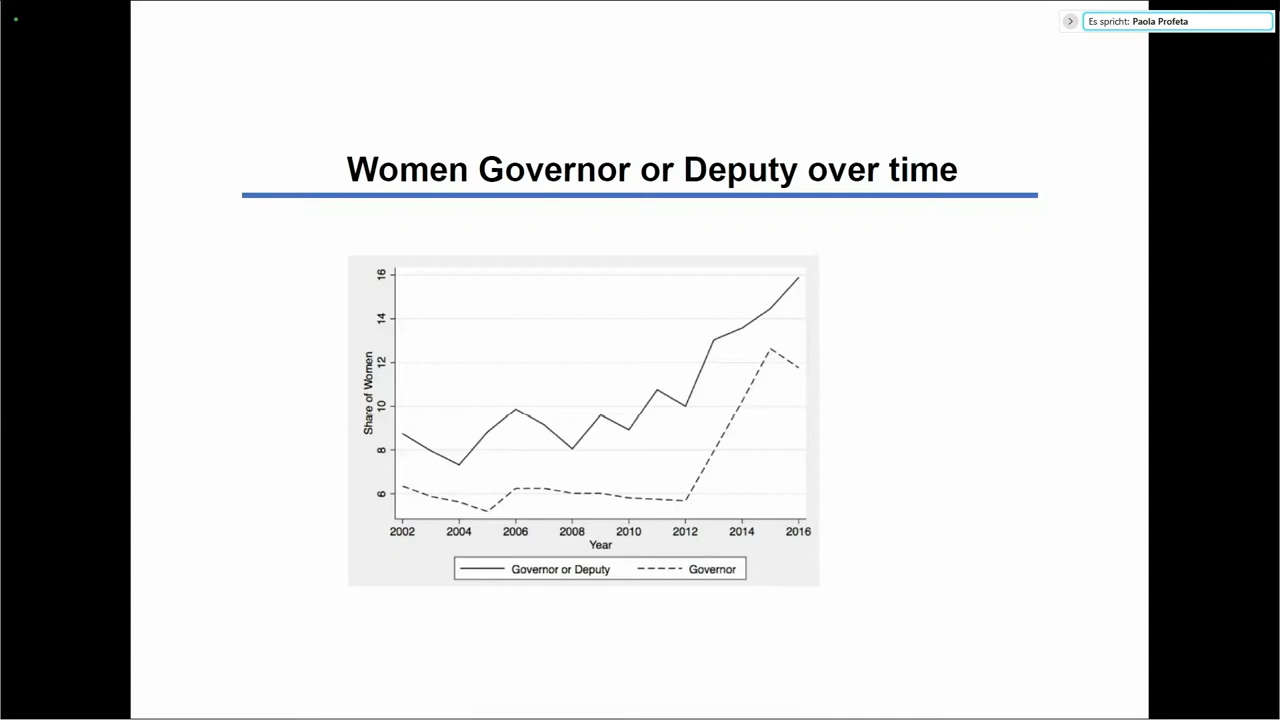 Es spricht: Paola Profeta
Women Governor or Deputy over time
Share of Women
16
14
12
10
8
6
2002 2004 2006 2008 2010 2012 2014 2016
Year
Governor or Deputy Governor